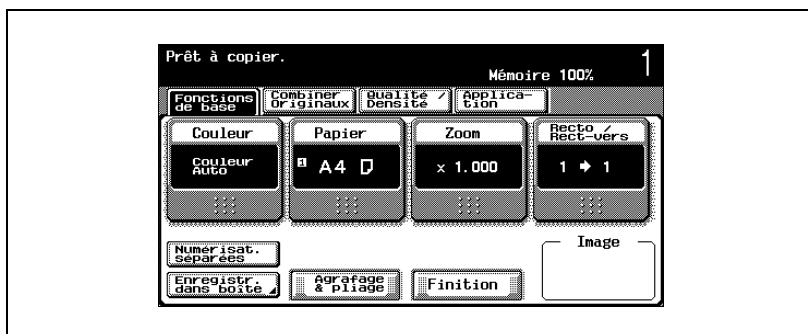 Prêt à copier.
1
Mémoire 100%
Fonctions de base
Combiner Originaux
Qualité / Densité
Applica-tion
Couleur
Papier
Zoom
Recto / Rect-vers
Couleur Auto
1 A4
x 1.000
1 → 1
Numérisat. séparées
Image
Enregistr. dans boîte
Agrafage & pliage
Finition